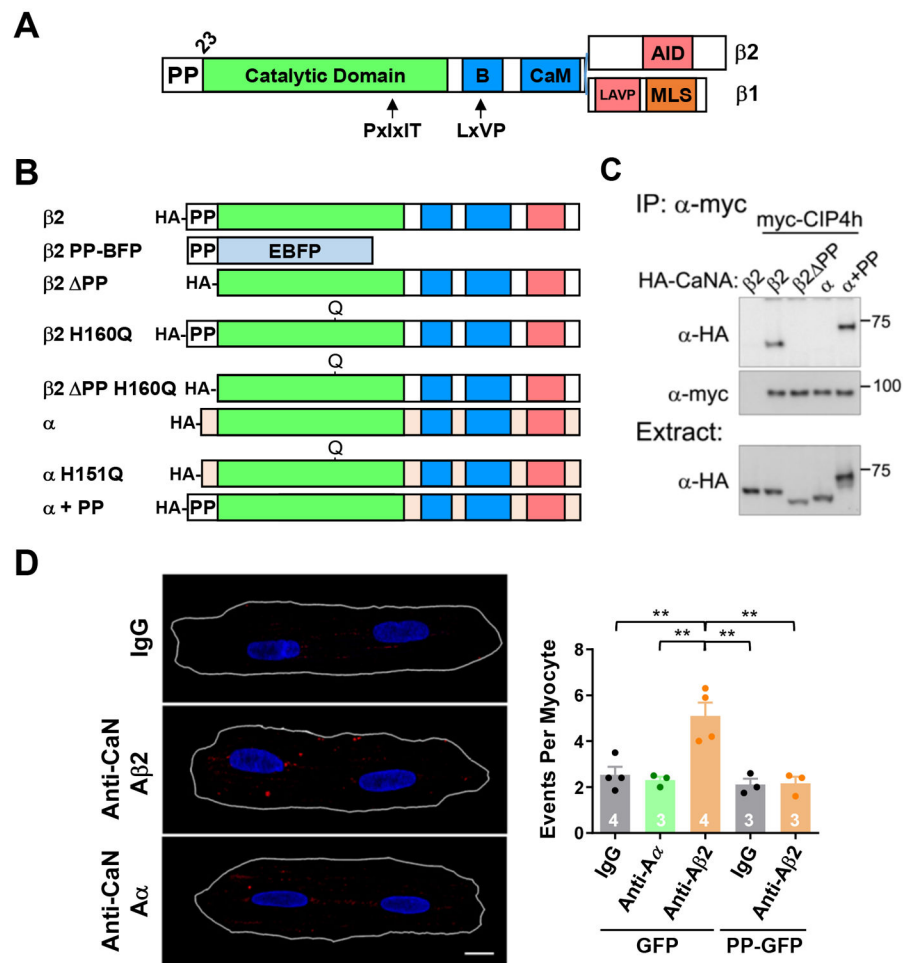 A
23
PP
Catalytic Domain
B
CaM
AID
β2
LAVP
MLS
β1
PxIxIT
LxVP
B
β2
HA-
PP
β2 PP-BFP
PP
EBFP
β2 ΔPP
HA-
Q
β2 H160Q
HA-
PP
Q
β2 ΔPP H160Q
HA-
α
HA-
Q
α H151Q
HA-
α + PP
HA-
PP
C
IP: α-myc
myc-CIP4h
HA-CaNA:
β2
β2
β2ΔPP
α
α+PP
α-HA
75
α-myc
100
Extract:
α-HA
75
D
IgG
Anti-CaN
Aβ2
Anti-CaN
Aα
Events Per Myocyte
8
6
4
2
0
**
**
**
**
4
3
4
3
3
IgG
Anti-Aα
Anti-Aβ2
IgG
Anti-Aβ2
GFP
PP-GFP